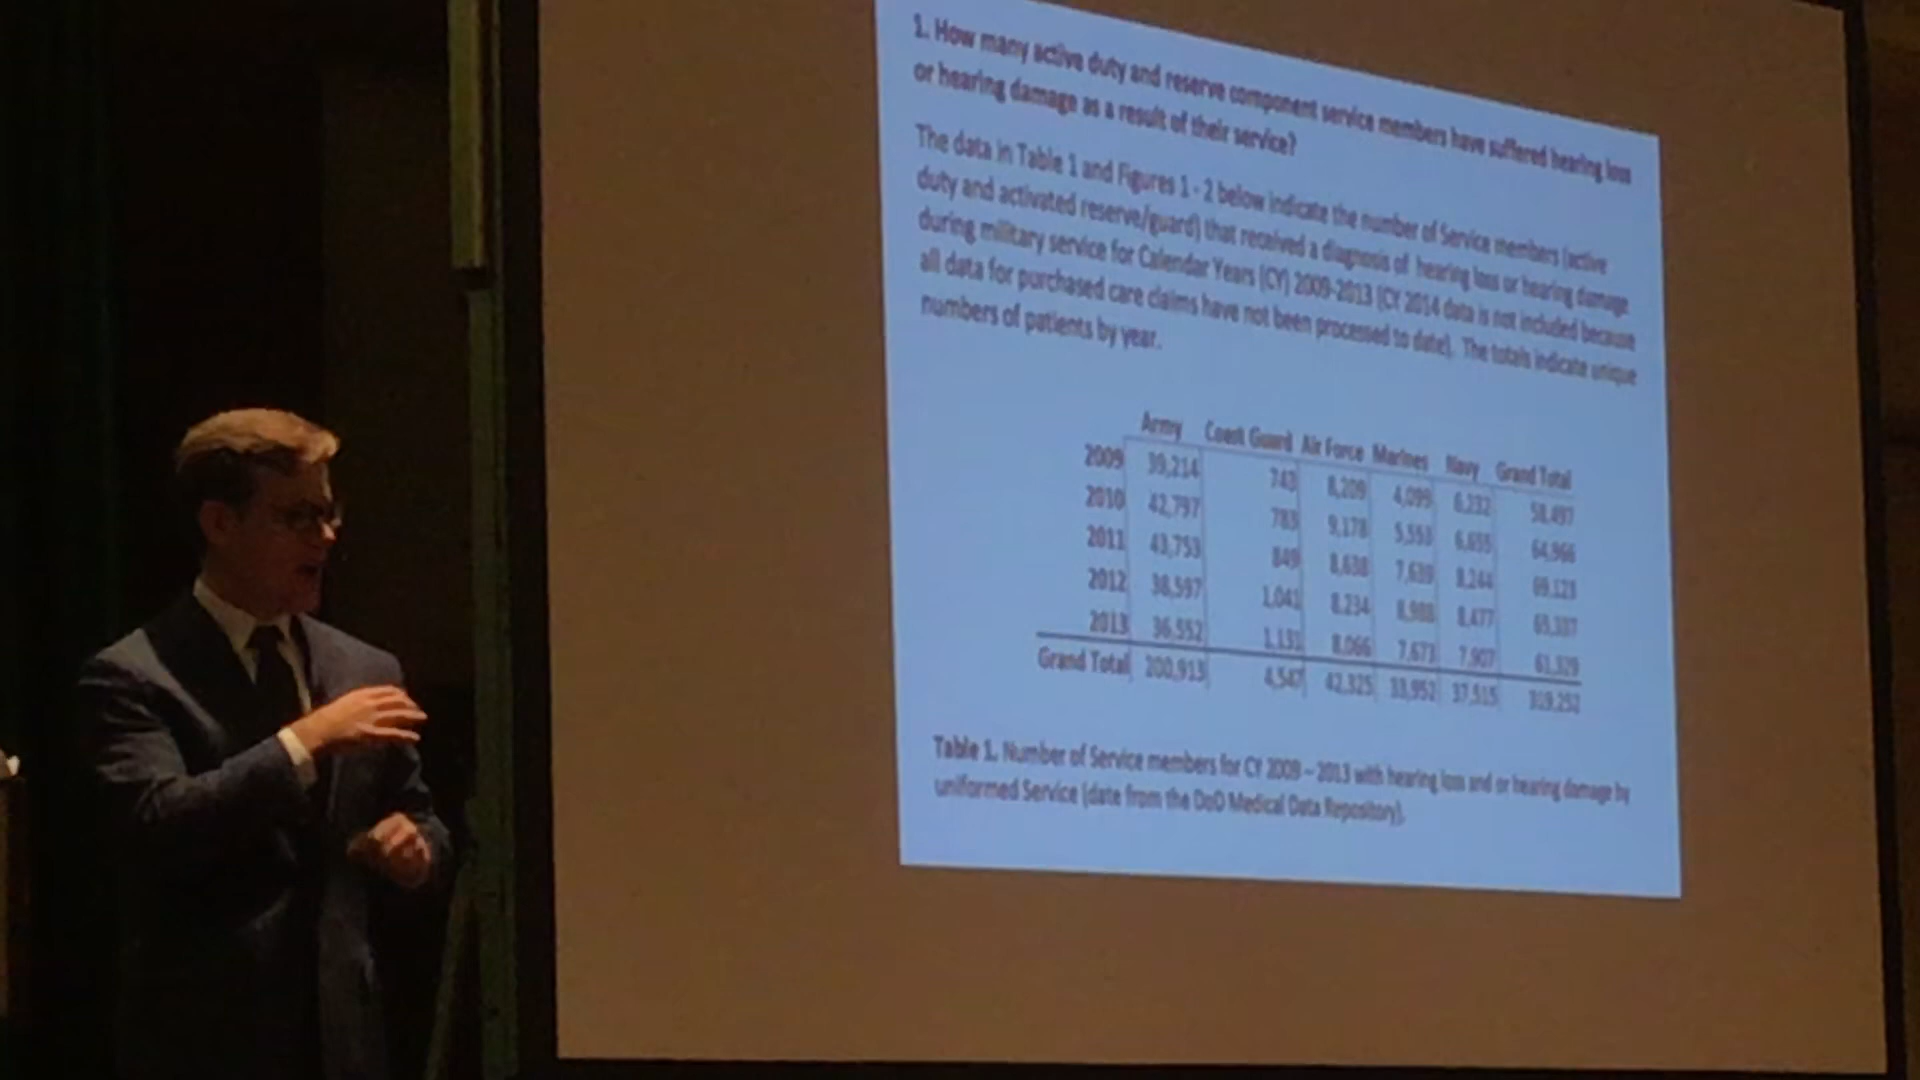 1. How many active duty and reserve component service members have suffered hearing loss
or hearing damage as a result of their service?
The data in Table 1 and Figures 1 - 2 below indicate the number of Service members (active
duty and activated reserve/guard) that received a diagnosis of hearing loss or hearing damage
during military service for Calendar Years (CY) 2009-2013 (CY 2014 data is not included because
all data for purchased care claims have not been processed to date). The totals indicate unique
numbers of patients by year.
Army Coast Guard Air Force Marines Navy Grand Total
2009 39,214 743 8,209 4,099 6,232 58,497
2010 42,797 783 9,178 5,553 6,655 64,966
2011 43,753 849 8,638 7,639 8,244 69,123
2012 38,597 1,041 8,234 8,988 8,477 65,337
2013 36,552 1,131 8,066 7,673 7,907 61,329
Grand Total 200,913 4,547 42,325 33,952 37,515 319,252
Table 1. Number of Service members for CY 2009 – 2013 with hearing loss and or hearing damage by
uniformed Service (date from the DoD Medical Data Repository).